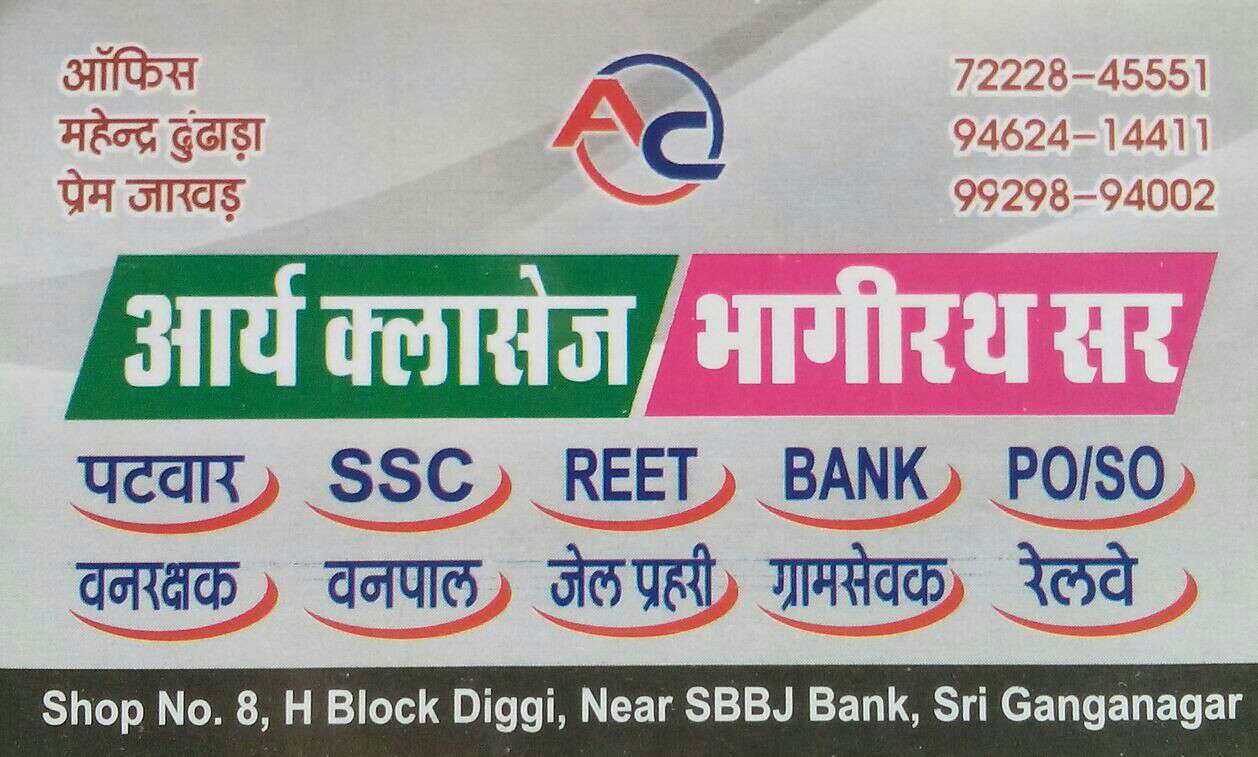 ऑफिस 72228-45551
महेन्द्र ढुंढाड़ा 94624-14411
प्रेम जाखड़ 99298-94002
AC
आर्य क्लासेज भागीरथ सर
पटवार SSC REET BANK PO/SO
वनरक्षक वनपाल जेल प्रहरी ग्रामसेवक रेलवे
Shop No. 8, H Block Diggi, Near SBBJ Bank, Sri Ganganagar